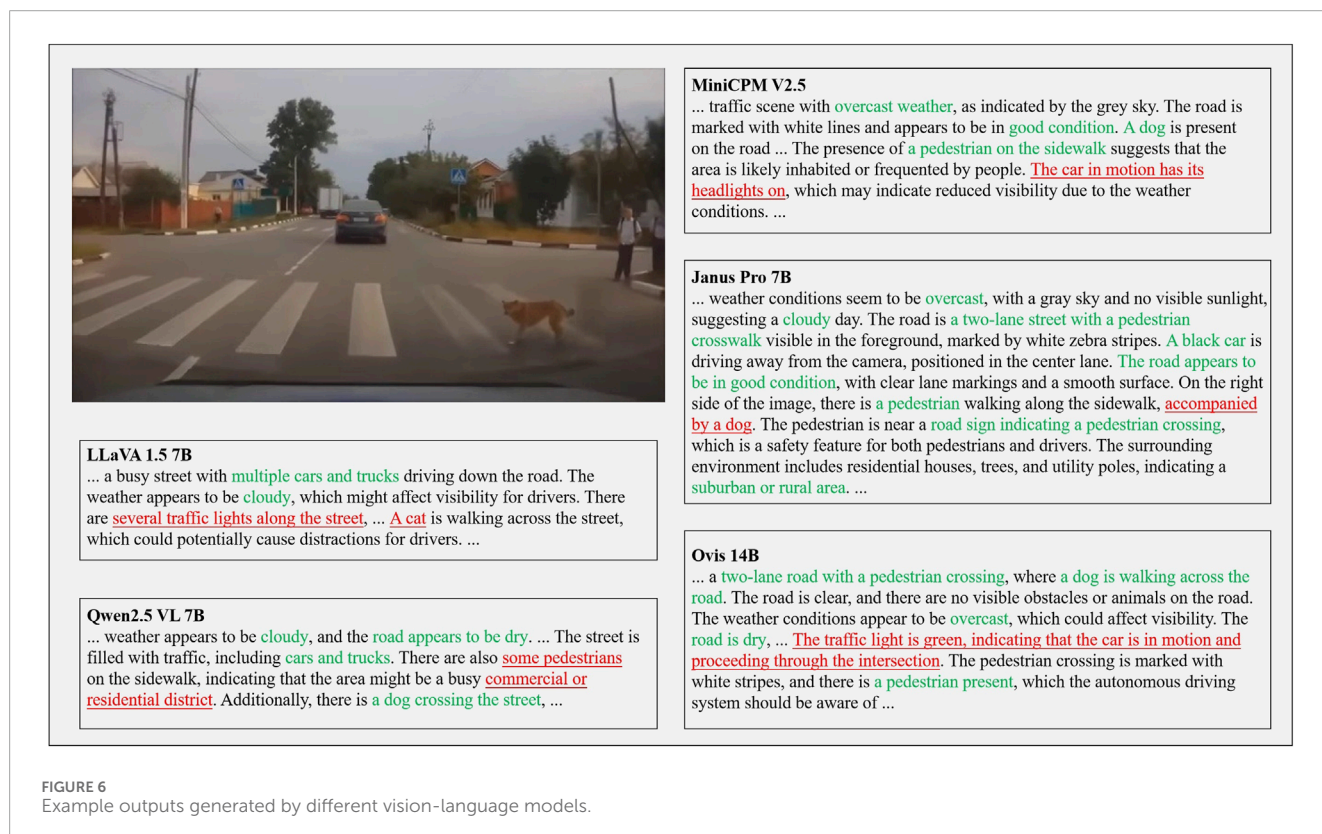 LLaVA 1.5 7B
... a busy street with multiple cars and trucks driving down the road. The
weather appears to be cloudy, which might affect visibility for drivers. There
are several traffic lights along the street, ... A cat is walking across the street,
which could potentially cause distractions for drivers. ...
Qwen2.5 VL 7B
... weather appears to be cloudy, and the road appears to be dry. ... The street is
filled with traffic, including cars and trucks. There are also some pedestrians
on the sidewalk, indicating that the area might be a busy commercial or
residential district. Additionally, there is a dog crossing the street, ...
MiniCPM V2.5
... traffic scene with overcast weather, as indicated by the grey sky. The road is
marked with white lines and appears to be in good condition. A dog is present
on the road ... The presence of a pedestrian on the sidewalk suggests that the
area is likely inhabited or frequented by people. The car in motion has its
headlights on, which may indicate reduced visibility due to the weather
conditions. ...
Janus Pro 7B
... weather conditions seem to be overcast, with a gray sky and no visible sunlight,
suggesting a cloudy day. The road is a two-lane street with a pedestrian
crosswalk visible in the foreground, marked by white zebra stripes. A black car is
driving away from the camera, positioned in the center lane. The road appears to
be in good condition, with clear lane markings and a smooth surface. On the right
side of the image, there is a pedestrian walking along the sidewalk, accompanied
by a dog. The pedestrian is near a road sign indicating a pedestrian crossing,
which is a safety feature for both pedestrians and drivers. The surrounding
environment includes residential houses, trees, and utility poles, indicating a
suburban or rural area. ...
Ovis 14B
... a two-lane road with a pedestrian crossing, where a dog is walking across the
road. The road is clear, and there are no visible obstacles or animals on the road.
The weather conditions appear to be overcast, which could affect visibility. The
road is dry, ... The traffic light is green, indicating that the car is in motion and
proceeding through the intersection. The pedestrian crossing is marked with
white stripes, and there is a pedestrian present, which the autonomous driving
system should be aware of ...
FIGURE 6
Example outputs generated by different vision-language models.